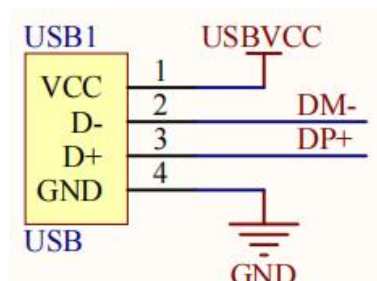 USB1 USBVCC
VCC 1
D- 2 DM-
D+ 3 DP+
GND 4
USB
GND